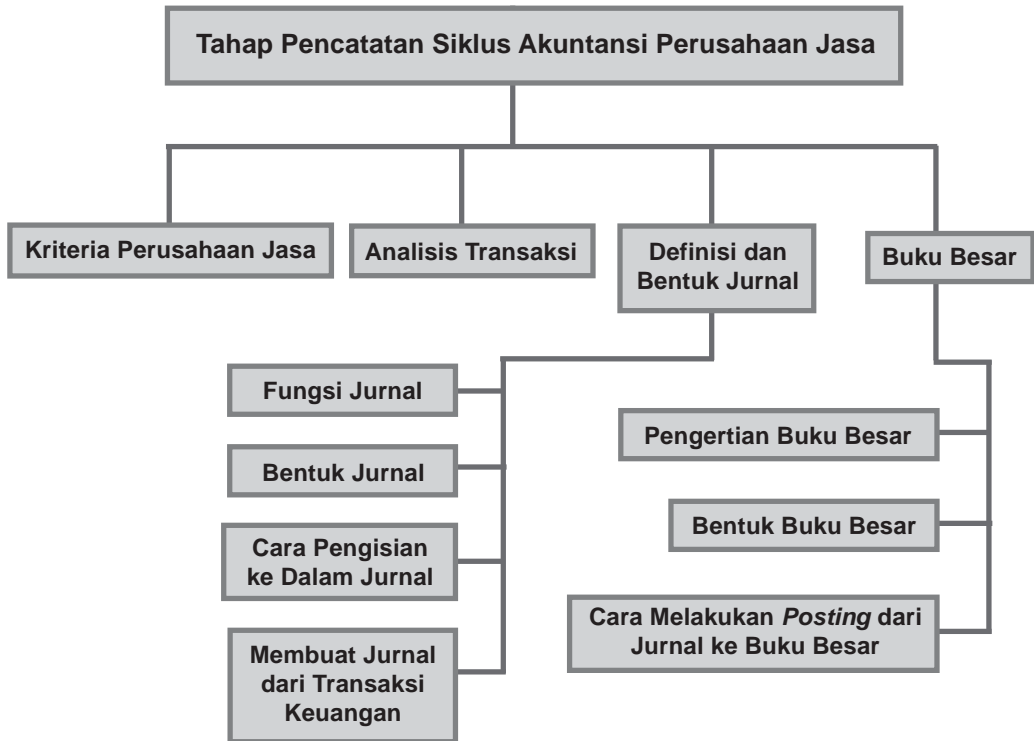 Tahap Pencatatan Siklus Akuntansi Perusahaan Jasa
Kriteria Perusahaan Jasa
Analisis Transaksi
Definisi dan
Bentuk Jurnal
Buku Besar
Fungsi Jurnal
Bentuk Jurnal
Cara Pengisian
ke Dalam Jurnal
Membuat Jurnal
dari Transaksi
Keuangan
Pengertian Buku Besar
Bentuk Buku Besar
Cara Melakukan Posting dari
Jurnal ke Buku Besar